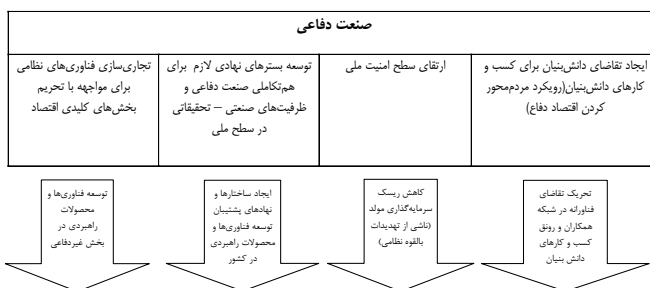 صنعت دفاعی
ایجاد تقاضای دانش‌بنیان برای کسب و
کارهای دانش‌بنیان(رویکرد مردم‌محور
کردن اقتصاد دفاع)
ارتقای سطح امنیت ملی
توسعه بسترهای نهادی لازم برای
هم‌تکاملی صنعت دفاعی و
ظرفیت‌های صنعتی – تحقیقاتی
در سطح ملی
تجاری‌سازی فناوری‌های نظامی
برای مواجهه با تحریم
بخش‌های کلیدی اقتصاد
تحریک تقاضای
فناورانه در شبکه
همکاران و رونق
کسب و کارهای
دانش بنیان
کاهش ریسک
سرمایه‌گذاری مولد
(ناشی از تهدیدات
بالقوه نظامی)
ایجاد ساختارها و
نهادهای پشتیبان
توسعه فناوری‌ها و
محصولات راهبردی
در کشور
توسعه فناوری‌ها و
محصولات
راهبردی در
بخش غیردفاعی